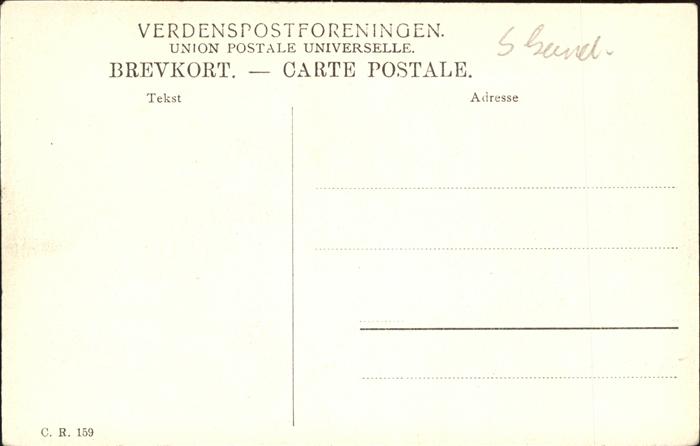 VERDENSPOSTFORENINGEN.
UNION POSTALE UNIVERSELLE.
BREVKORT. — CARTE POSTALE.
Tekst
Adresse
C. R. 159